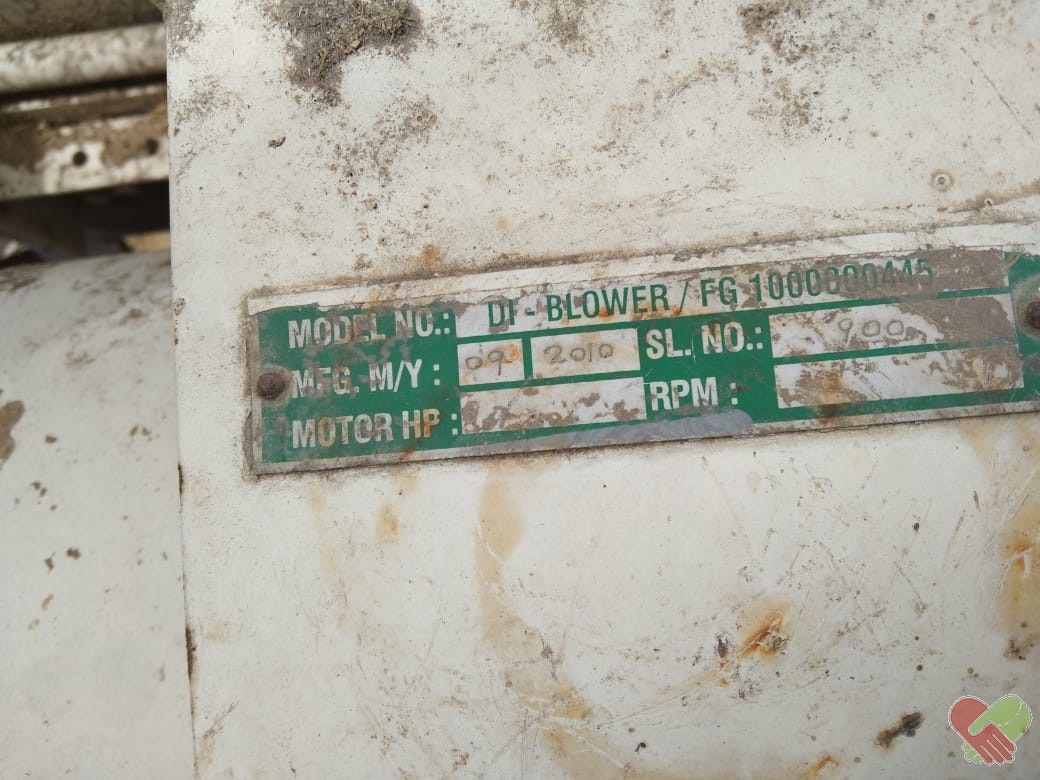 MODEL NO.: DI - BLOWER / FG 1000000445
MFG. M/Y : 09 2010 SL. NO.: 900
MOTOR HP : RPM :